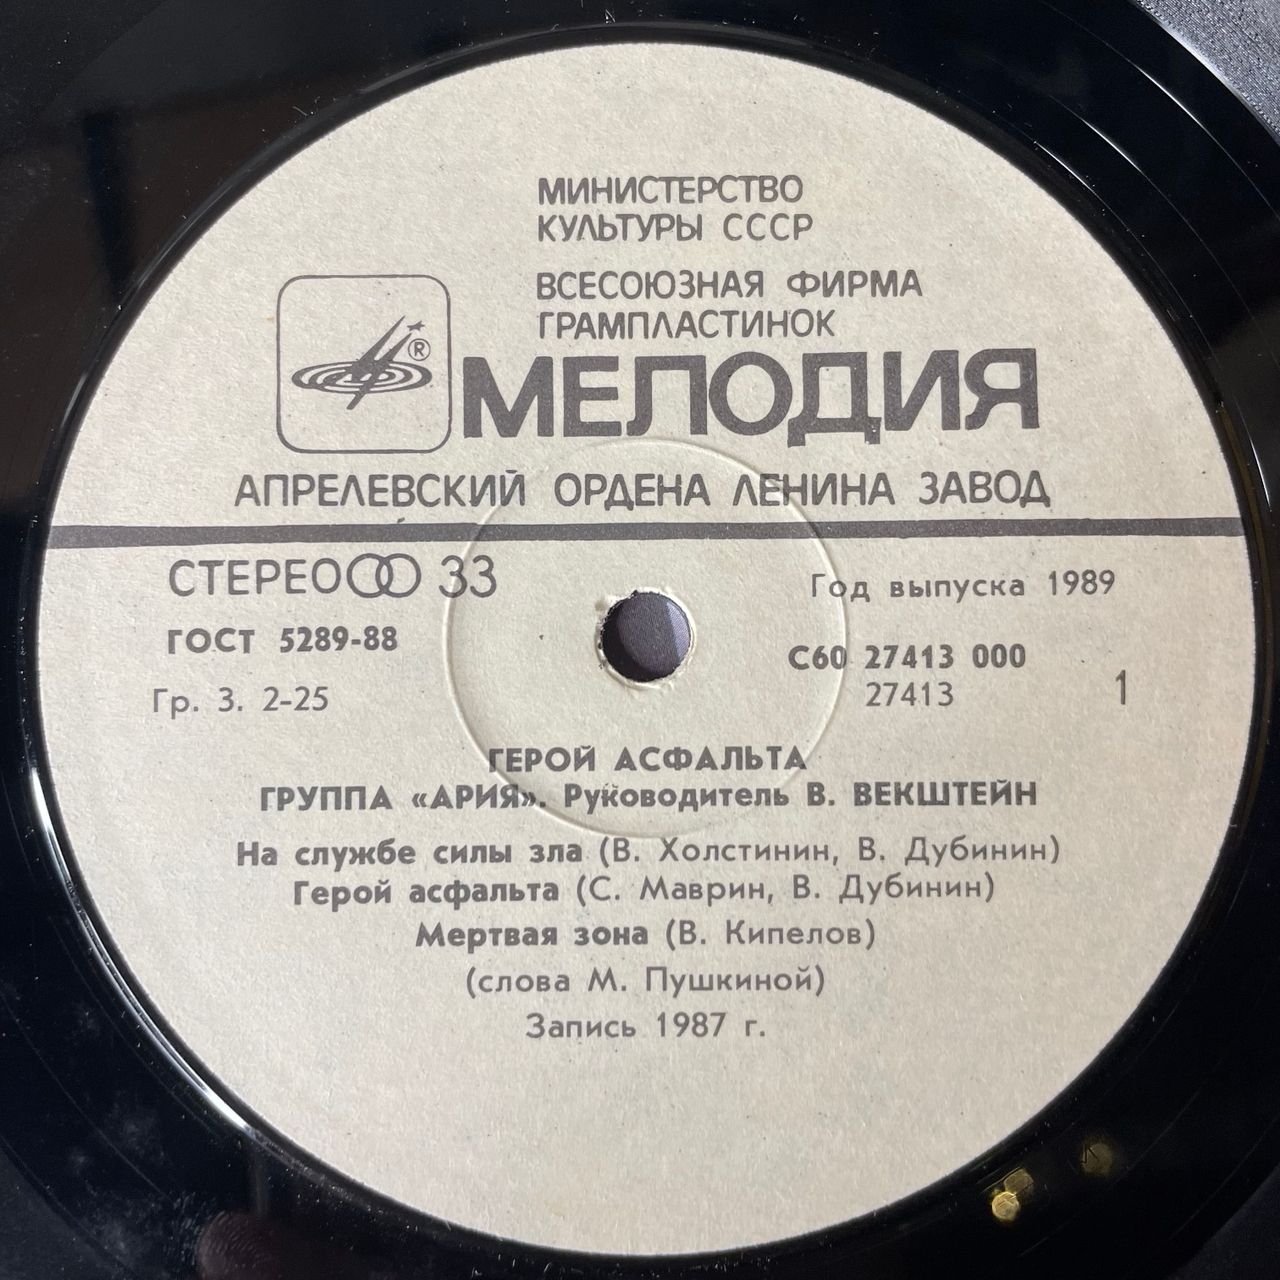 МИНИСТЕРСТВО
КУЛЬТУРЫ СССР
ВСЕСОЮЗНАЯ ФИРМА
ГРАМПЛАСТИНОК
®
МЕЛОДИЯ
АПРЕЛЕВСКИЙ ОРДЕНА ЛЕНИНА ЗАВОД
СТЕРЕО 33
Год выпуска 1989
ГОСТ 5289-88
С60 27413 000
Гр. 3. 2-25
27413
1
ГЕРОЙ АСФАЛЬТА
ГРУППА «АРИЯ». Руководитель В. ВЕКШТЕЙН
На службе силы зла (В. Холстинин, В. Дубинин)
Герой асфальта (С. Маврин, В. Дубинин)
Мертвая зона (В. Кипелов)
(слова М. Пушкиной)
Запись 1987 г.